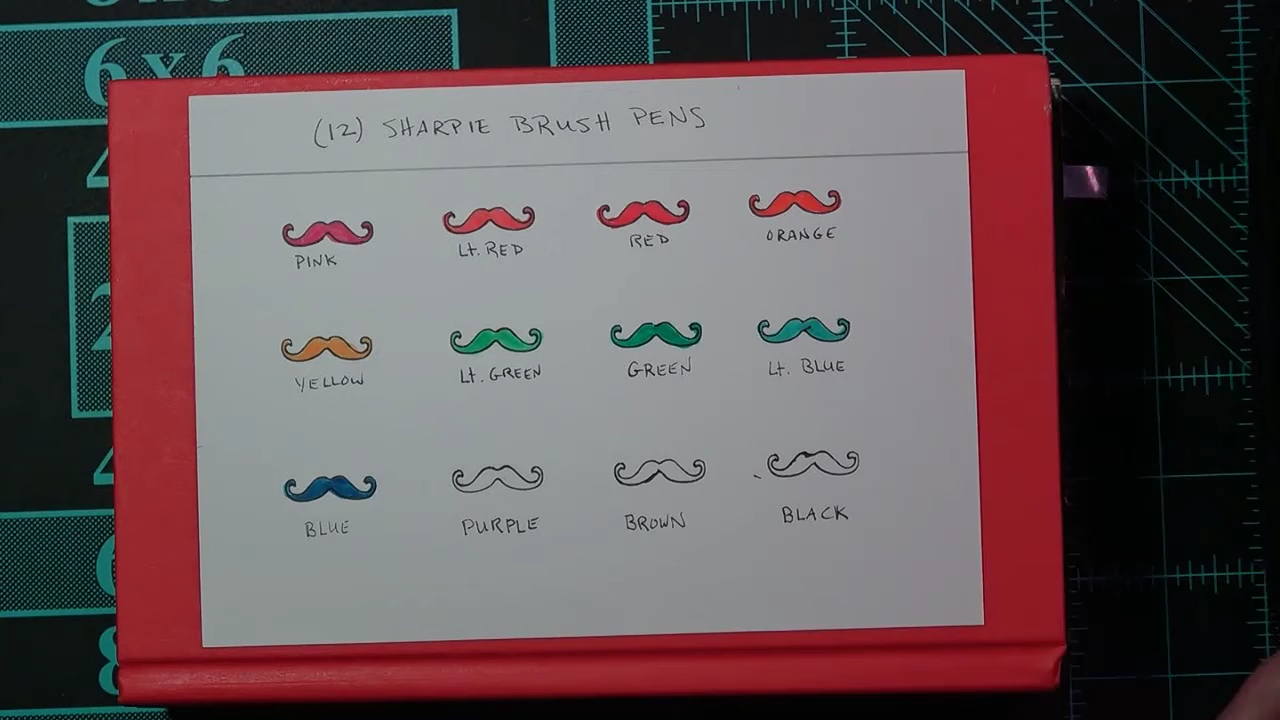 6x6
(12) SHARPIE BRUSH PENS
PINK
Lt. RED
RED
ORANGE
YELLOW
Lt. GREEN
GREEN
Lt. BLUE
BLUE
PURPLE
BROWN
BLACK